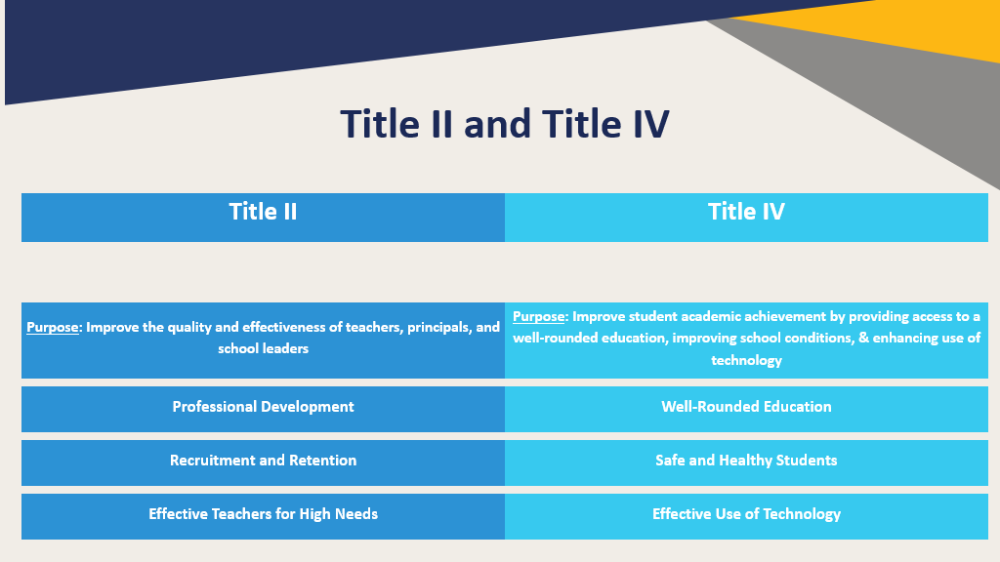 Title II and Title IV
Title II
Title IV
Purpose: Improve the quality and effectiveness of teachers, principals, and
school leaders
Purpose: Improve student academic achievement by providing access to a
well-rounded education, improving school conditions, & enhancing use of
technology
Professional Development
Well-Rounded Education
Recruitment and Retention
Safe and Healthy Students
Effective Teachers for High Needs
Effective Use of Technology